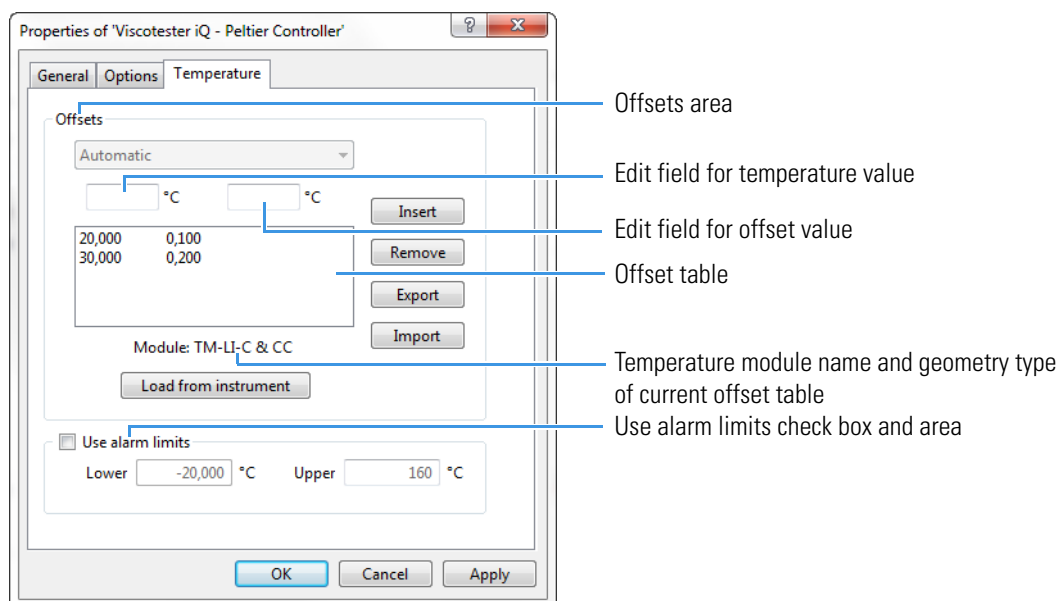 Properties of 'Viscotester iQ - Peltier Controller'
General Options Temperature
Offsets area
Offsets
Automatic
Edit field for temperature value
°C °C
Insert
Edit field for offset value
20,000 0,100
Remove
30,000 0,200
Offset table
Export
Import
Module: TM-LI-C & CC
Temperature module name and geometry type
of current offset table
Load from instrument
Use alarm limits check box and area
Use alarm limits
Lower -20,000 °C Upper 160 °C
OK Cancel Apply